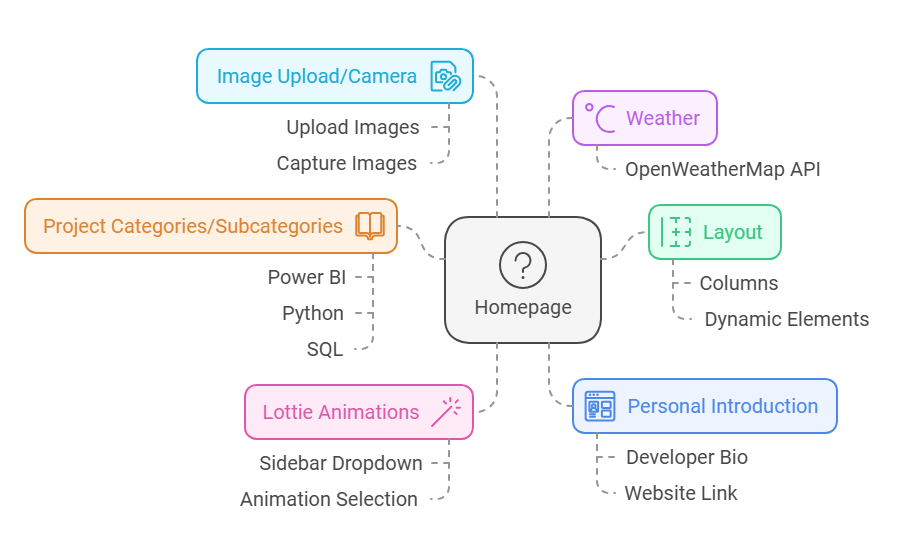 Image Upload/Camera
Upload Images
Capture Images
Weather
OpenWeatherMap API
Project Categories/Subcategories
Power BI
Python
SQL
Layout
Columns
Dynamic Elements
?
Homepage
Lottie Animations
Sidebar Dropdown
Animation Selection
Personal Introduction
Developer Bio
Website Link